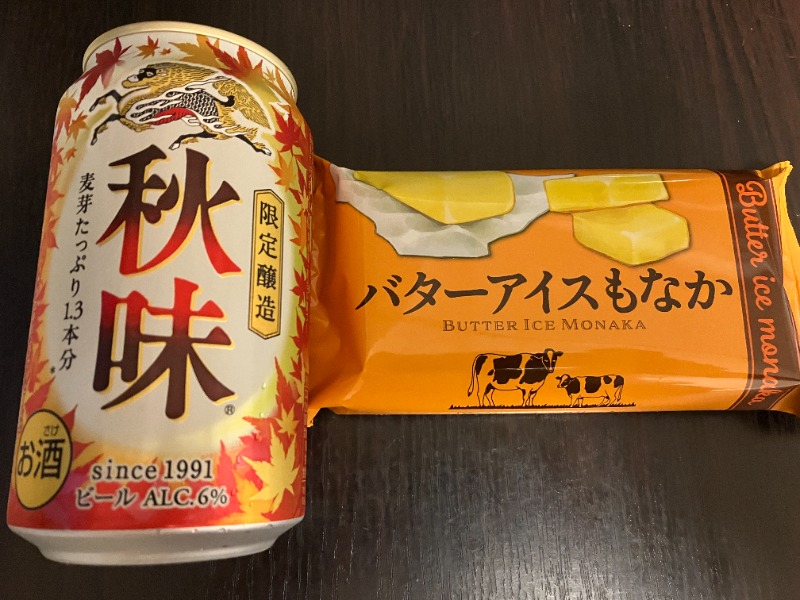 秋味
限定醸造
麦芽たっぷり1.3本分
®
さけ
お酒
since 1991
ビール ALC.6%
バターアイスもなか
BUTTER ICE MONAKA
Butter ice monaka